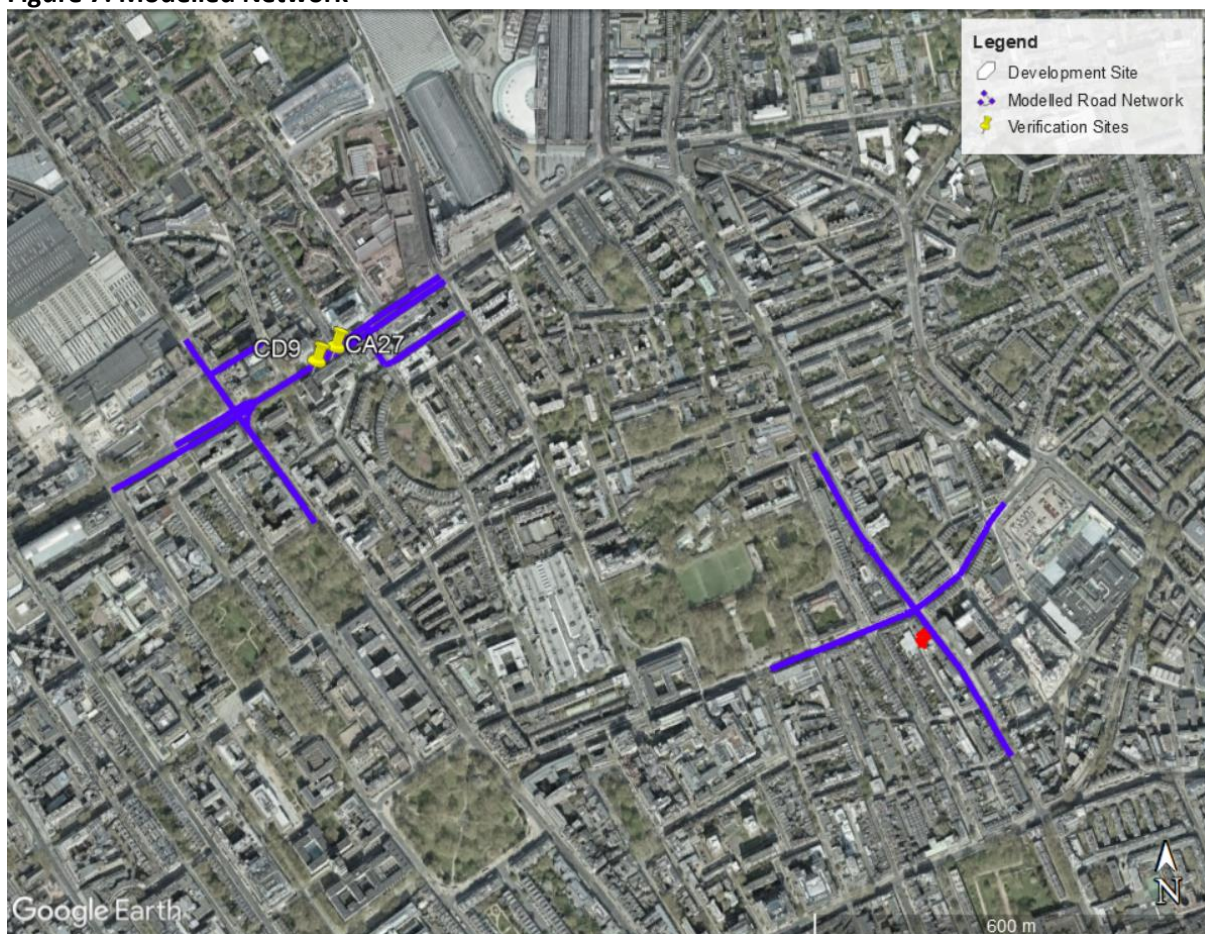 Figure 7: Modelled Network
Legend
Development Site
Modelled Road Network
Verification Sites
CD9
CA27
N
Google Earth
600 m